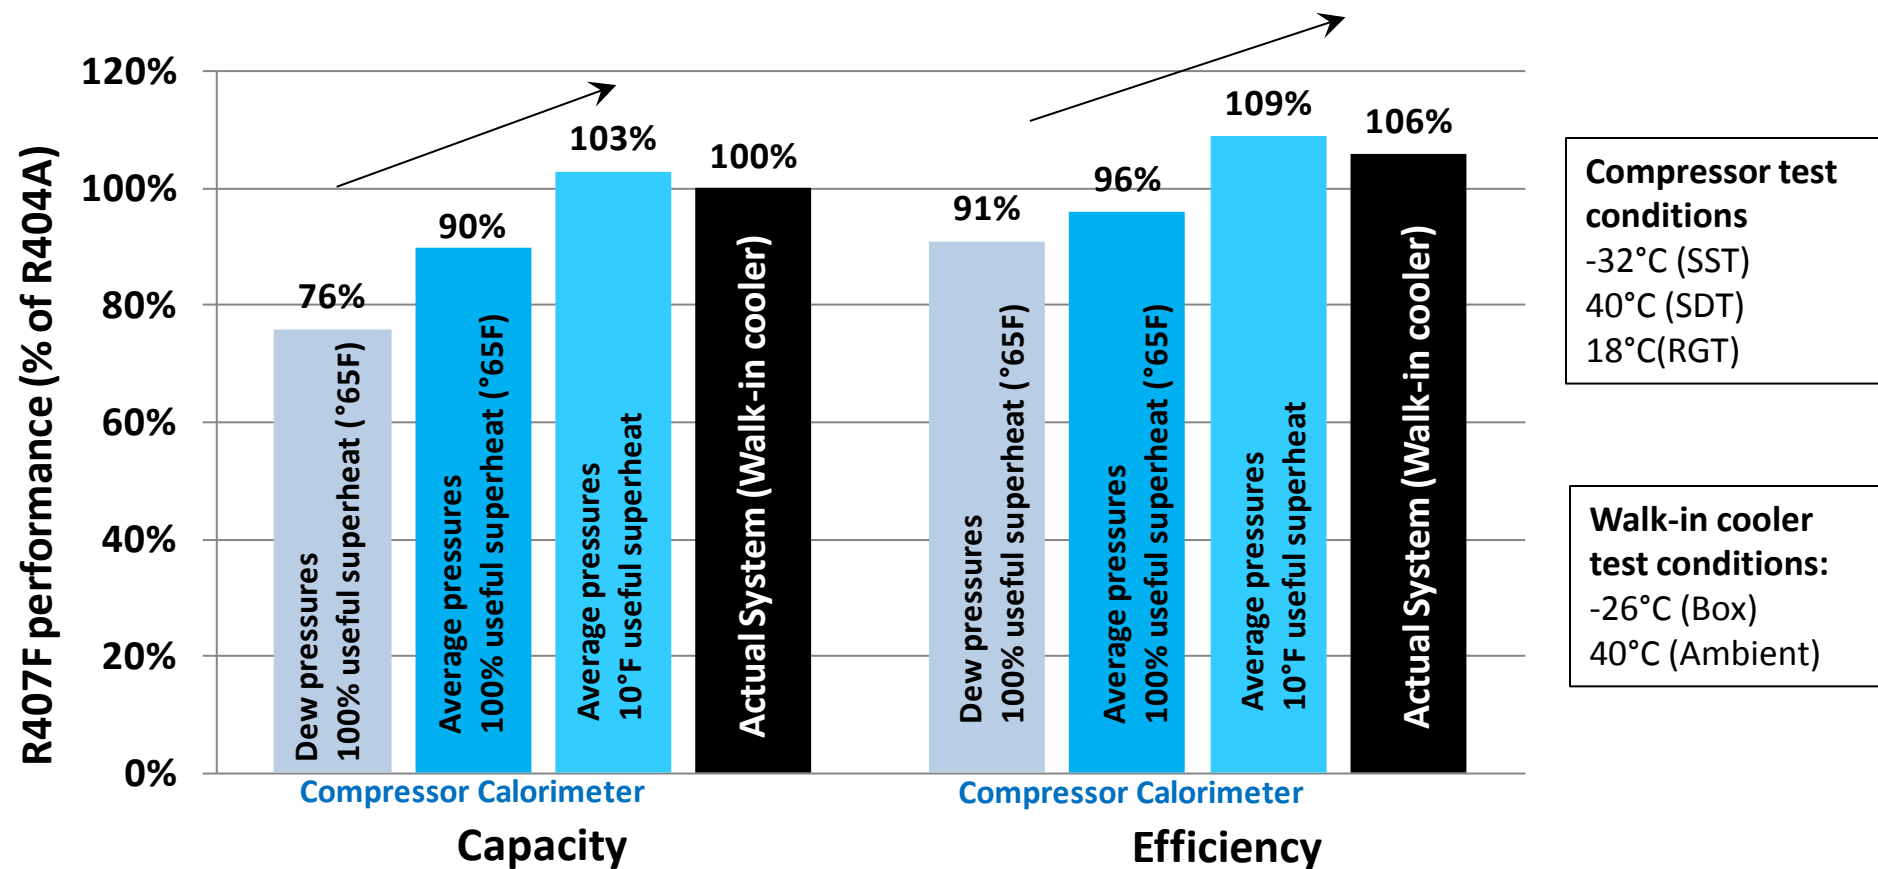 R407F performance (% of R404A)
120%
100%
80%
60%
40%
20%
0%
76%
90%
103%
100%
91%
96%
109%
106%
Dew pressures
100% useful superheat (°65F)
Average pressures
100% useful superheat (°65F)
Average pressures
10°F useful superheat
Actual System (Walk-in cooler)
Dew pressures
100% useful superheat (°65F)
Average pressures
100% useful superheat (°65F)
Average pressures
10°F useful superheat
Actual System (Walk-in cooler)
Compressor Calorimeter
Compressor Calorimeter
Capacity
Efficiency
Compressor test
conditions
-32°C (SST)
40°C (SDT)
18°C(RGT)
Walk-in cooler
test conditions:
-26°C (Box)
40°C (Ambient)